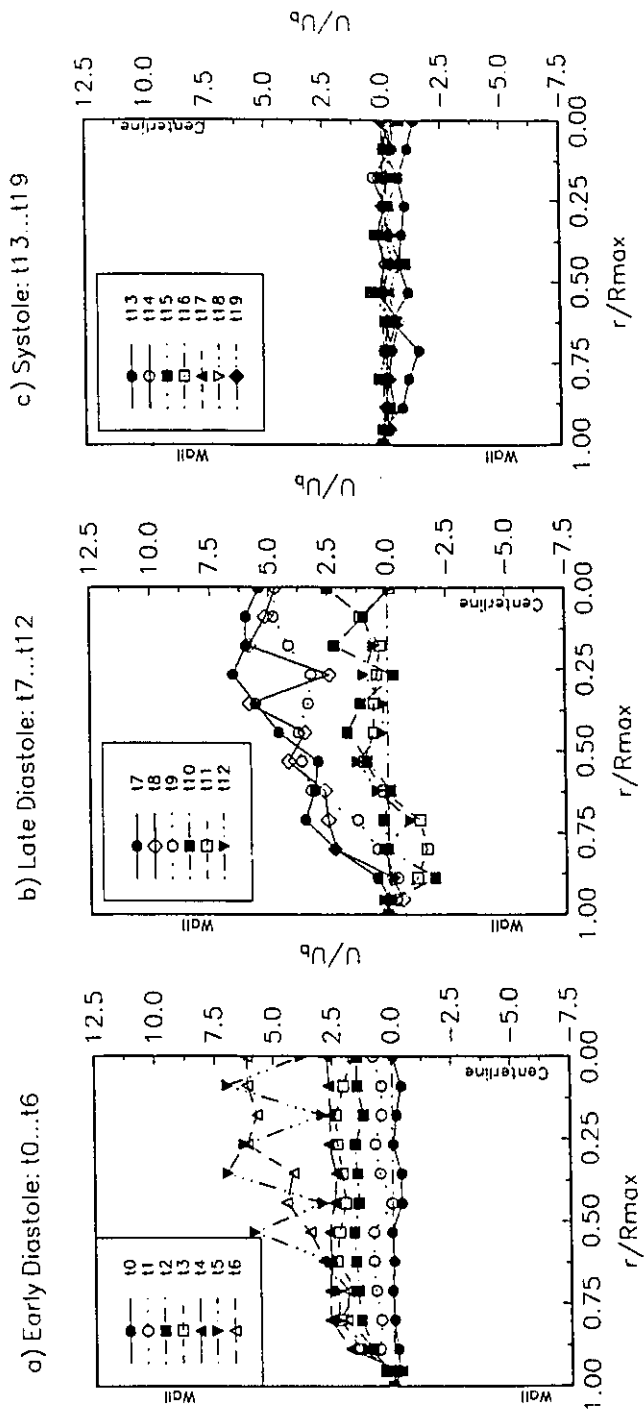 a) Early Diastole: t0...t6
t0
t1
t2
t3
t4
t5
t6
Wall
Wall
Centerline
12.5
10.0
7.5
5.0
2.5
0.0
−2.5
−5.0
−7.5
U/Ub
1.00
0.75
0.50
0.25
0.00
r/Rmax
b) Late Diastole: t7...t12
t7
t8
t9
t10
t11
t12
Wall
Wall
Centerline
12.5
10.0
7.5
5.0
2.5
0.0
−2.5
−5.0
−7.5
U/Ub
1.00
0.75
0.50
0.25
0.00
r/Rmax
c) Systole: t13...t19
t13
t14
t15
t16
t17
t18
t19
Wall
Wall
Centerline
12.5
10.0
7.5
5.0
2.5
0.0
−2.5
−5.0
−7.5
U/Ub
1.00
0.75
0.50
0.25
0.00
r/Rmax